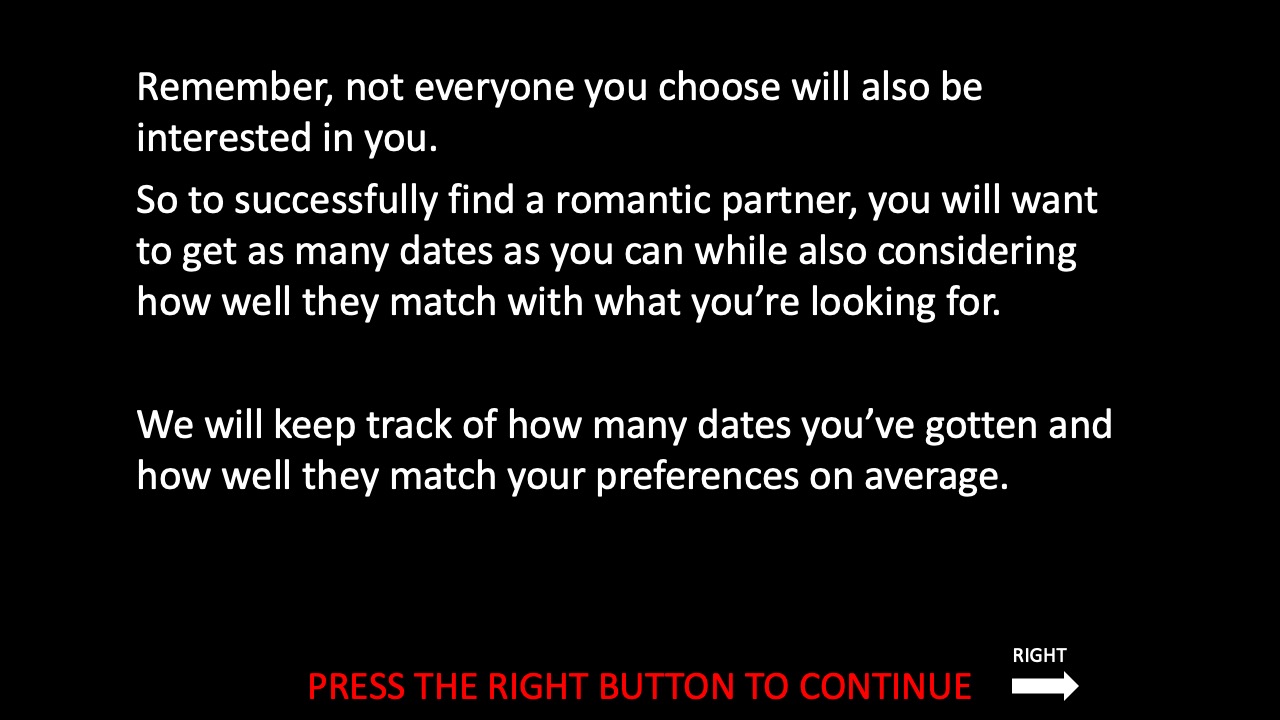 Remember, not everyone you choose will also be
interested in you.
So to successfully find a romantic partner, you will want
to get as many dates as you can while also considering
how well they match with what you’re looking for.
We will keep track of how many dates you’ve gotten and
how well they match your preferences on average.
RIGHT
PRESS THE RIGHT BUTTON TO CONTINUE